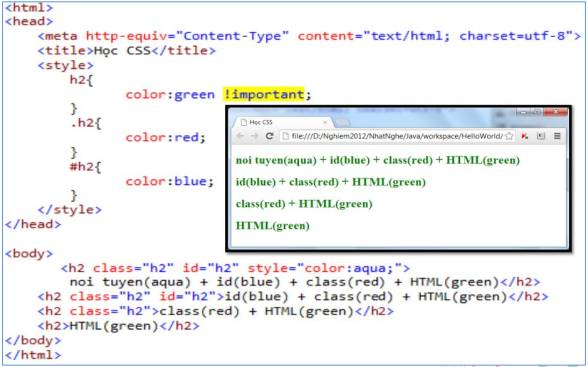 <html>
<head>
<meta http-equiv="Content-Type" content="text/html; charset=utf-8">
<title>Học CSS</title>
<style>
h2{
color:green !important;
}
.h2{
color:red;
}
#h2{
color:blue;
}
</style>
</head>
Học CSS
file:///D:/Nghiem2012/NhatNghe/Java/workspace/HelloWorld/
noi tuyen(aqua) + id(blue) + class(red) + HTML(green)
id(blue) + class(red) + HTML(green)
class(red) + HTML(green)
HTML(green)
<body>
<h2 class="h2" id="h2" style="color:aqua;">
noi tuyen(aqua) + id(blue) + class(red) + HTML(green)</h2>
<h2 class="h2" id="h2">id(blue) + class(red) + HTML(green)</h2>
<h2 class="h2">class(red) + HTML(green)</h2>
<h2>HTML(green)</h2>
</body>
</html>